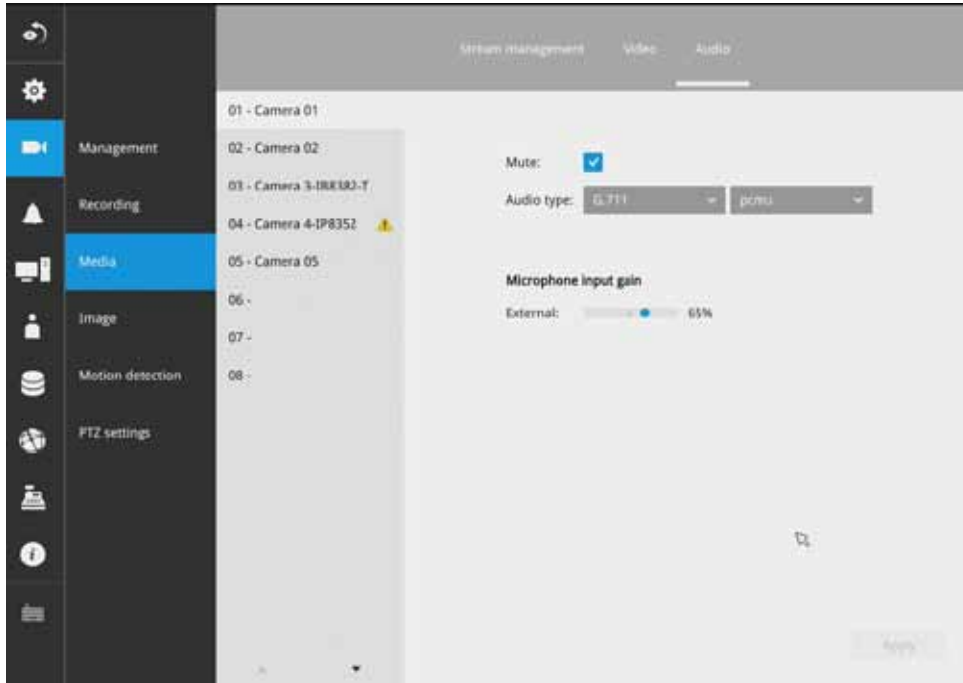 Stream management Video Audio
Management
Recording
Media
Image
Motion detection
PTZ settings
01 - Camera 01
02 - Camera 02
03 - Camera 3-IB8382-T
04 - Camera 4-IP8352
05 - Camera 05
06 -
07 -
08 -
Mute:
Audio type: G.711 pcmu
Microphone input gain
External: 65%
Apply